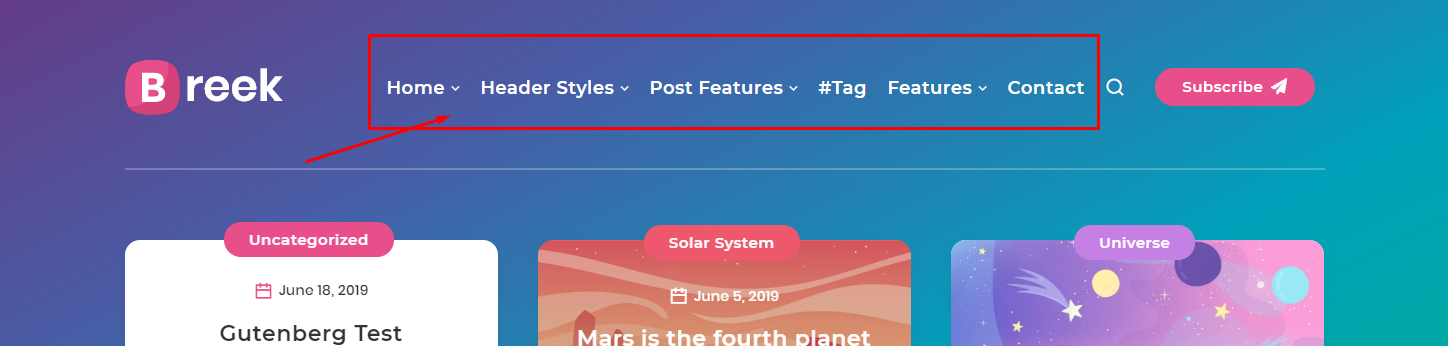 Breek
Home Header Styles Post Features #Tag Features Contact Subscribe
Uncategorized
June 18, 2019
Gutenberg Test
Solar System
June 5, 2019
Mars is the fourth planet
Universe